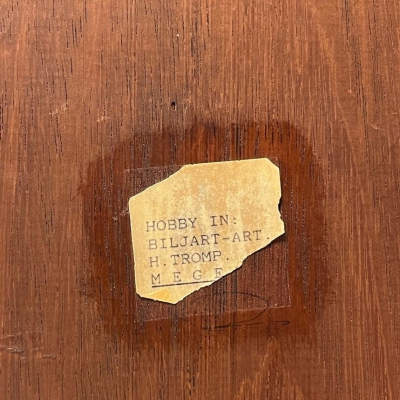 HOBBY IN:
BILJART-ART.
H.TROMP.
M E G E